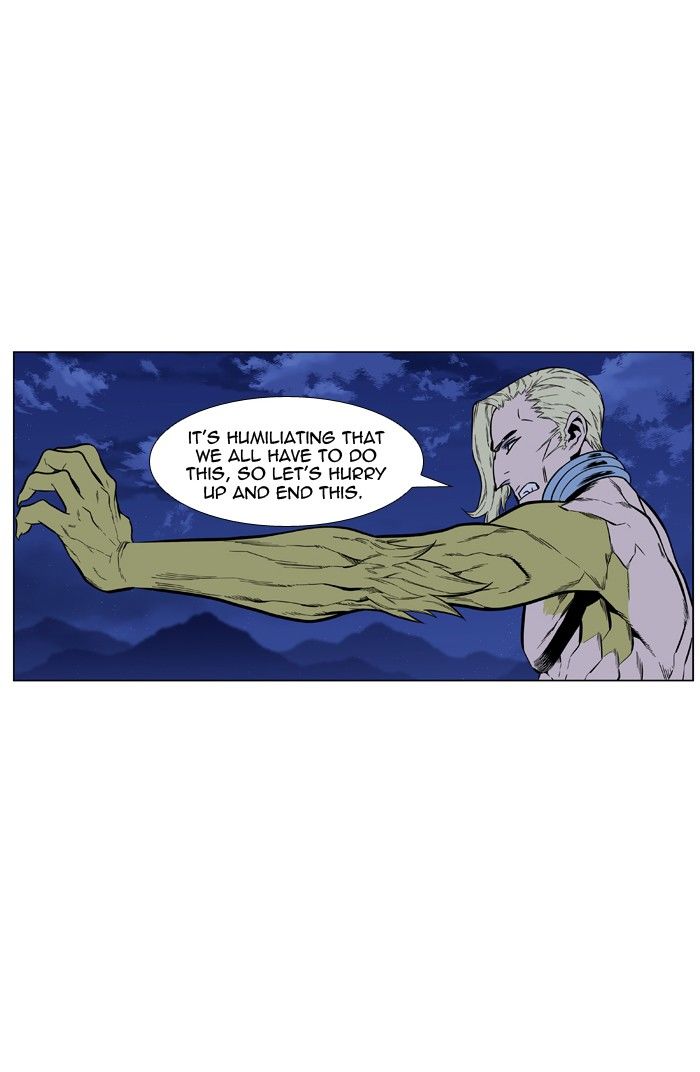 IT'S HUMILIATING THAT
WE ALL HAVE TO DO
THIS, SO LET'S HURRY
UP AND END THIS.